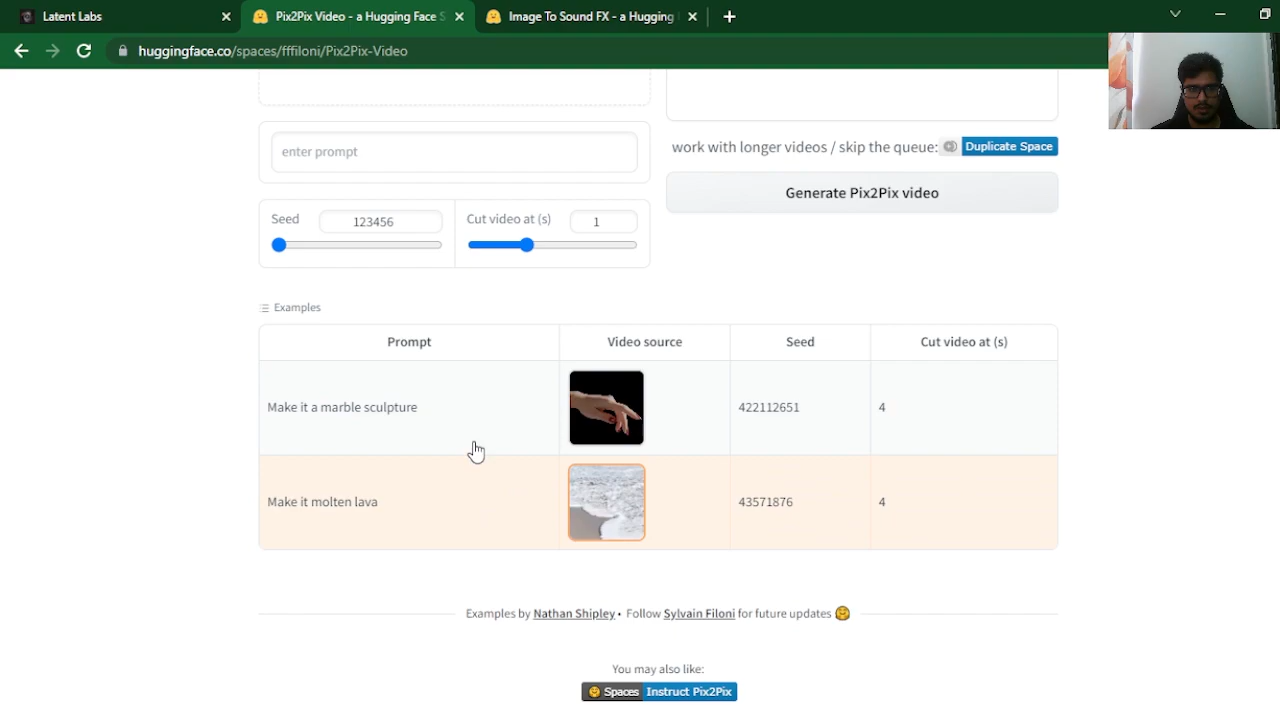 Latent Labs
Pix2Pix Video - a Hugging Face S
Image To Sound FX - a Hugging
huggingface.co/spaces/fffiloni/Pix2Pix-Video
enter prompt
work with longer videos / skip the queue: Duplicate Space
Generate Pix2Pix video
Seed 123456 Cut video at (s) 1
Examples
Prompt Video source Seed Cut video at (s)
Make it a marble sculpture 422112651 4
Make it molten lava 43571876 4
Examples by Nathan Shipley • Follow Sylvain Filoni for future updates 🤗
You may also like:
Spaces Instruct Pix2Pix